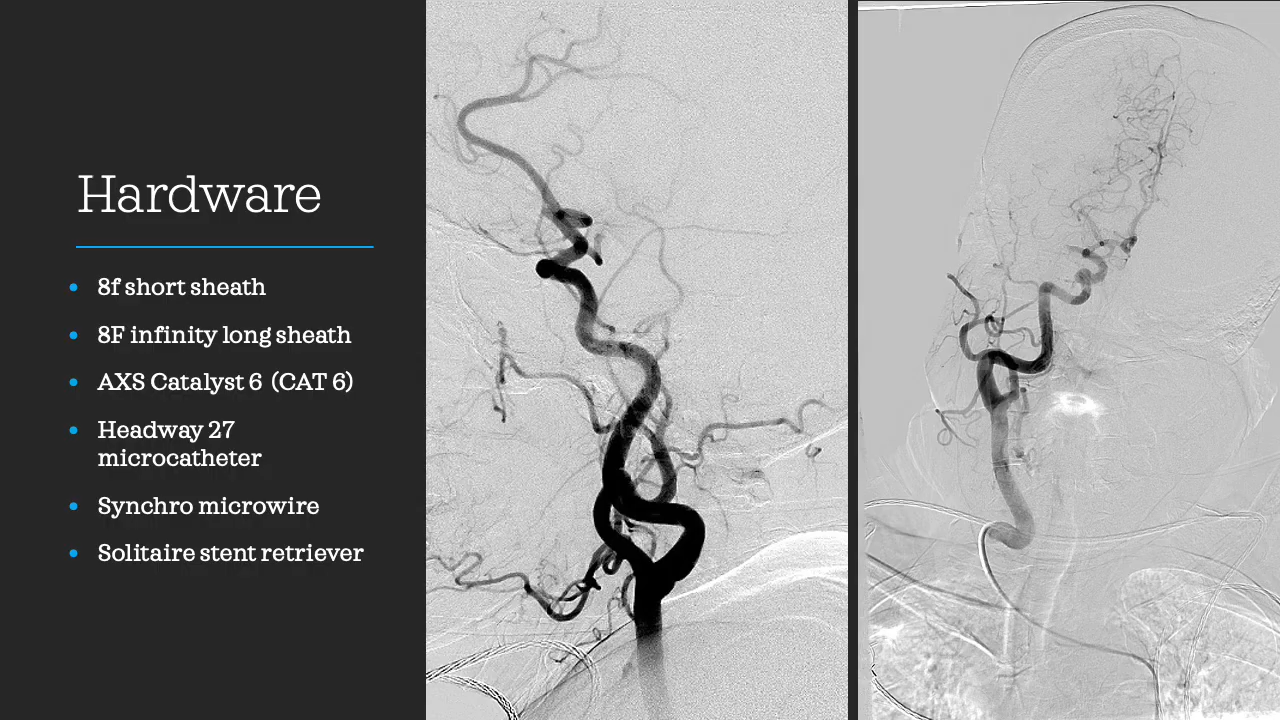 Hardware
8f short sheath
8F infinity long sheath
AXS Catalyst 6 (CAT 6)
Headway 27
microcatheter
Synchro microwire
Solitaire stent retriever